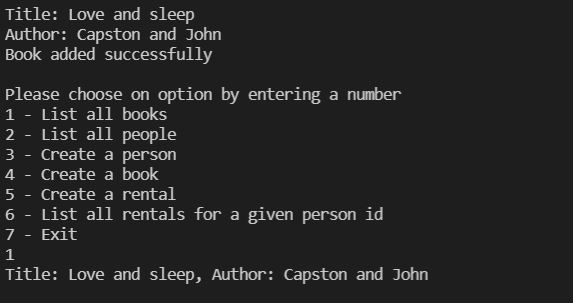 Title: Love and sleep
Author: Capston and John
Book added successfully
Please choose on option by entering a number
1 - List all books
2 - List all people
3 - Create a person
4 - Create a book
5 - Create a rental
6 - List all rentals for a given person id
7 - Exit
1
Title: Love and sleep, Author: Capston and John